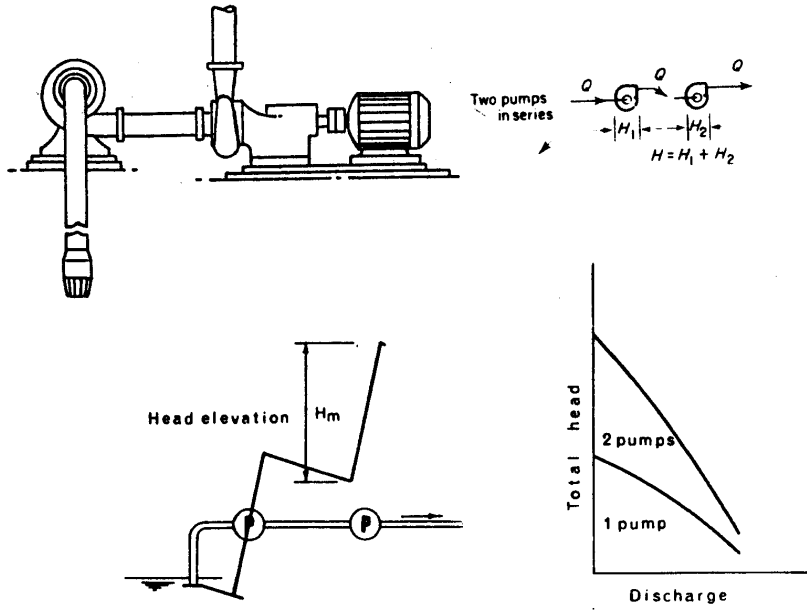 Two pumps
in series
Q
Q
Q
H₁
H₂
H = H₁ + H₂
Head elevation
Hm
P
P
Total head
2 pumps
1 pump
Discharge